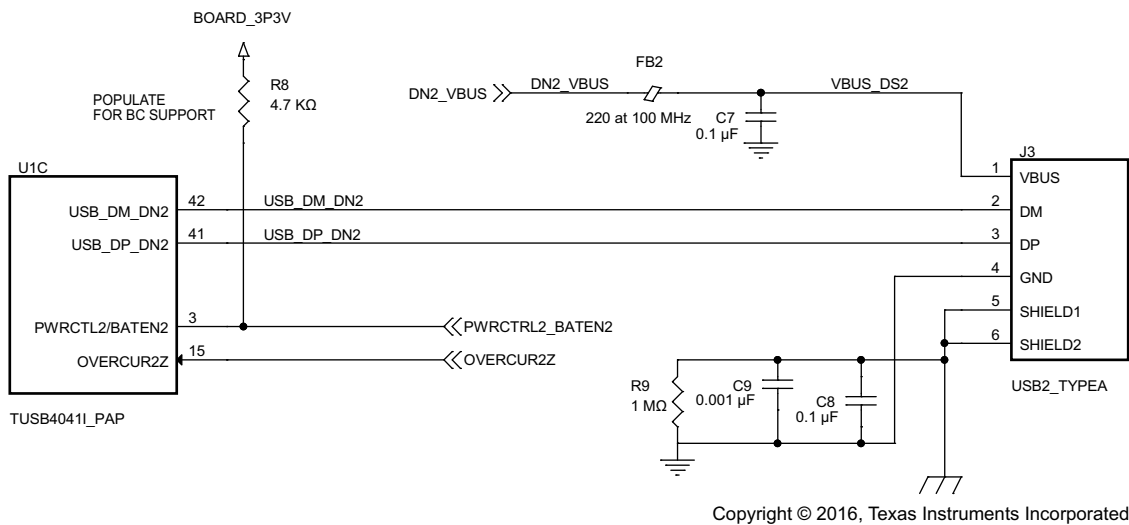 BOARD_3P3V
R8
4.7 KΩ
POPULATE
FOR BC SUPPORT
FB2
DN2_VBUS
DN2_VBUS
VBUS_DS2
220 at 100 MHz
C7
0.1 µF
J3
U1C
1
VBUS
USB_DM_DN2
42
USB_DM_DN2
2
DM
USB_DP_DN2
41
USB_DP_DN2
3
DP
4
GND
5
SHIELD1
PWRCTL2/BATEN2
3
PWRCTRL2_BATEN2
6
SHIELD2
OVERCUR2Z
15
OVERCUR2Z
R9
1 MΩ
C9
0.001 µF
C8
0.1 µF
USB2_TYPEA
TUSB4041I_PAP
Copyright © 2016, Texas Instruments Incorporated